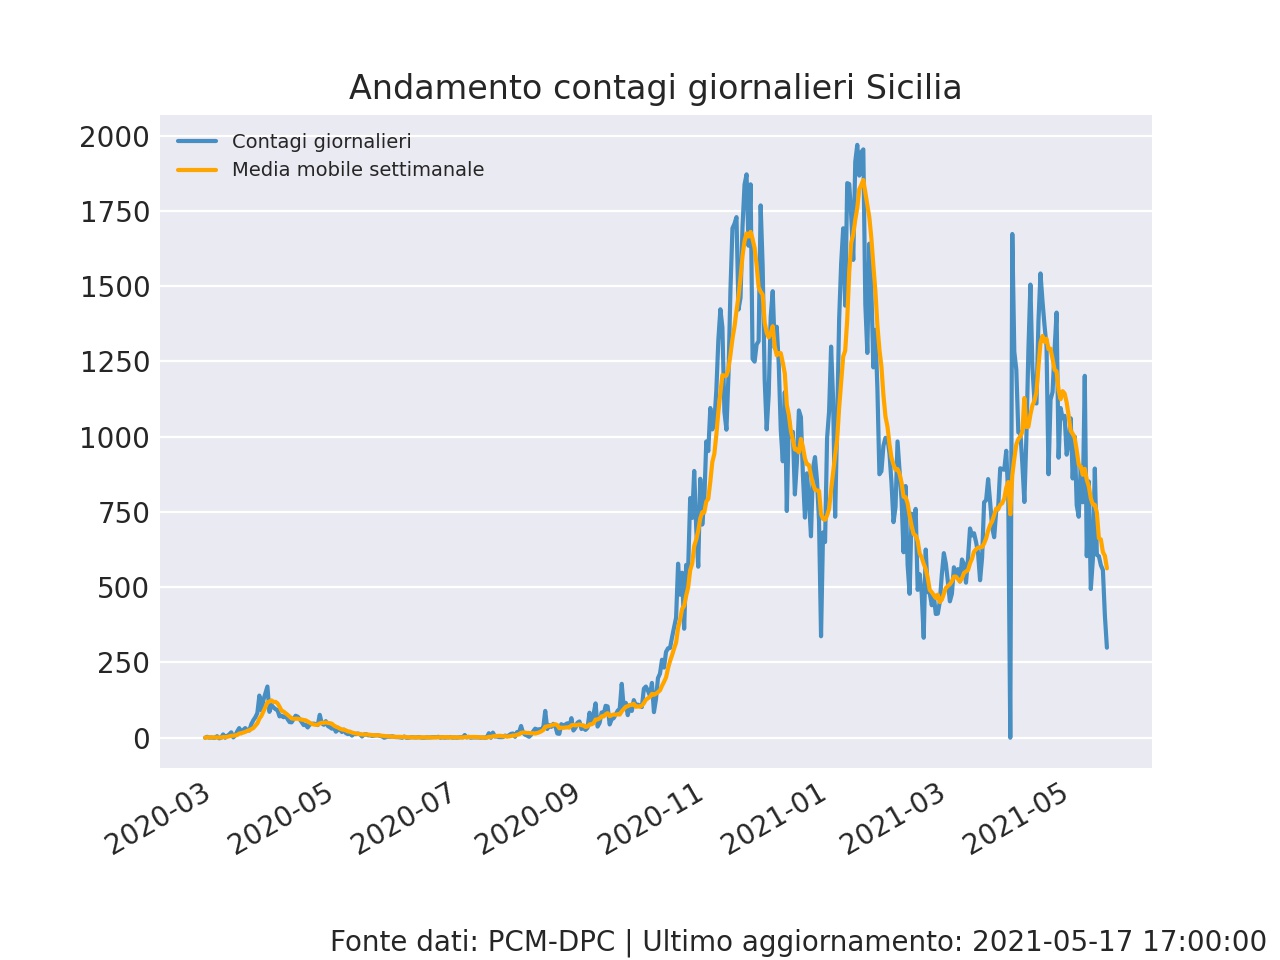 Andamento contagi giornalieri Sicilia
Contagi giornalieri
Media mobile settimanale
2000
1750
1500
1250
1000
750
500
250
0
2020-03 2020-05 2020-07 2020-09 2020-11 2021-01 2021-03 2021-05
Fonte dati: PCM-DPC | Ultimo aggiornamento: 2021-05-17 17:00:00